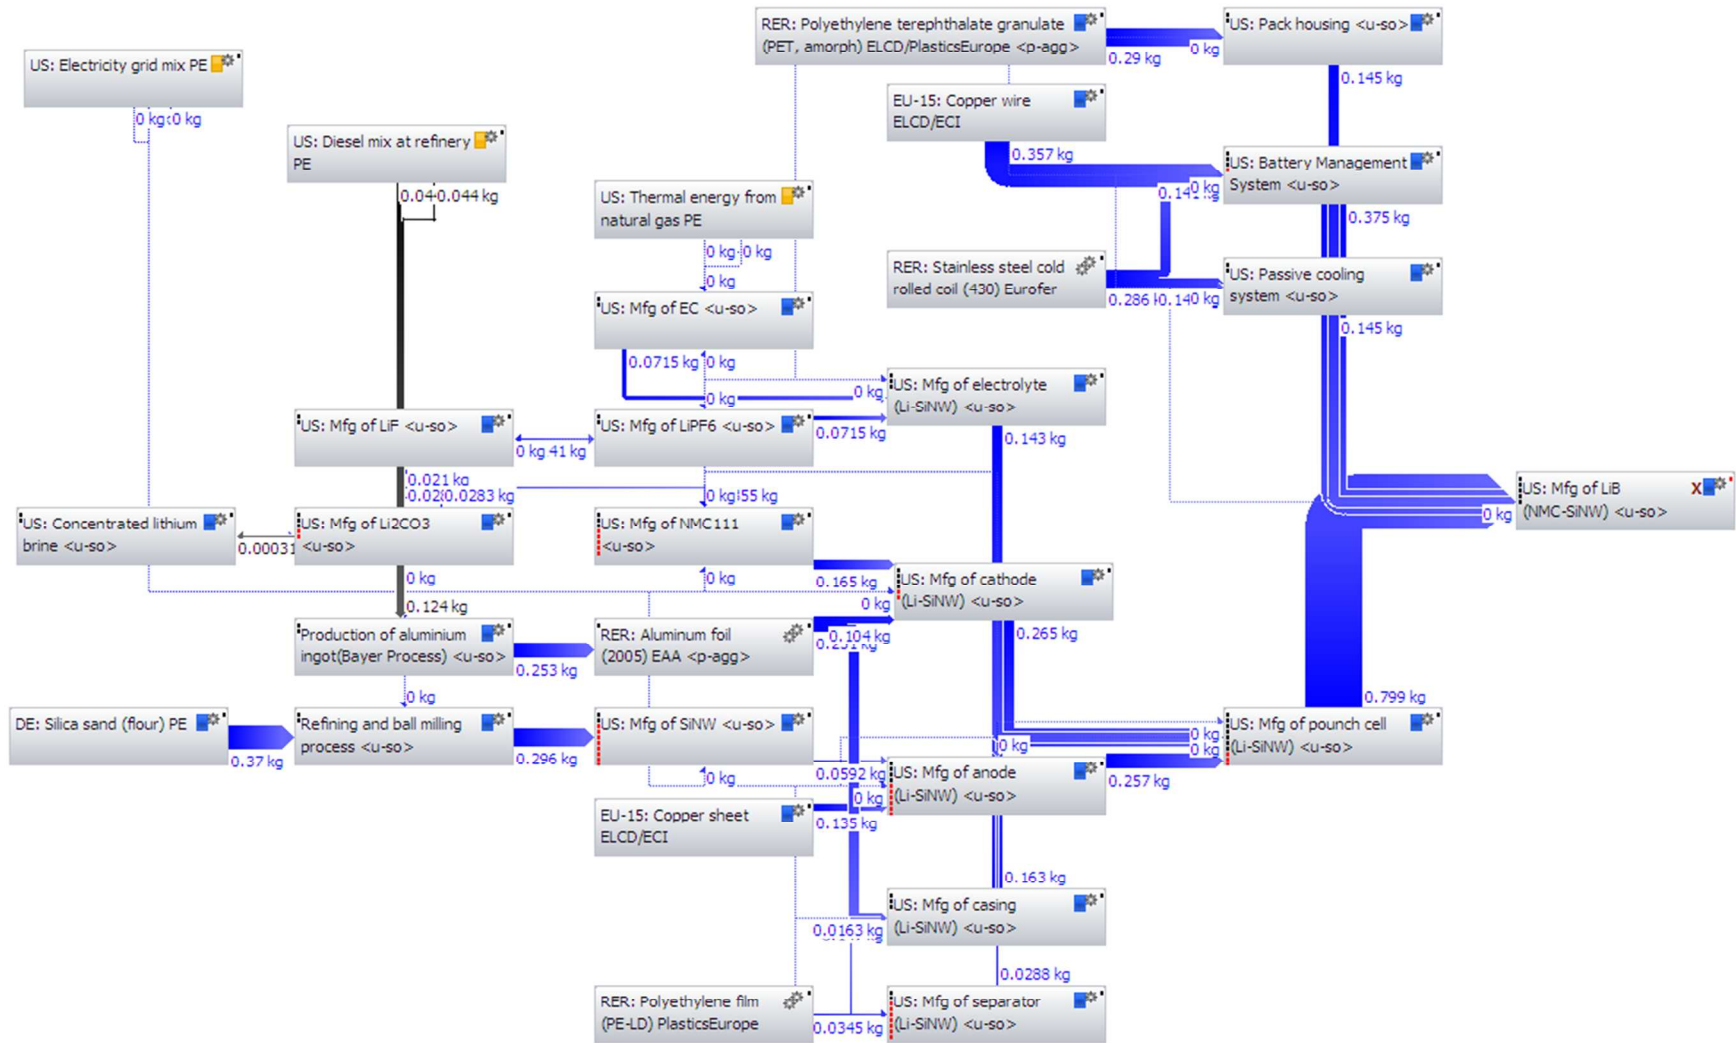 RER: Polyethylene terephthalate granulate
(PET, amorph) ELCD/PlasticsEurope <p-agg>
0.29 kg
0 kg
US: Pack housing <u-so>
0.145 kg
US: Electricity grid mix PE
0 kg
0 kg
EU-15: Copper wire
ELCD/ECI
0.357 kg
US: Diesel mix at refinery
PE
0.044 kg
US: Battery Management
System <u-so>
0 kg
0.375 kg
US: Thermal energy from
natural gas PE
0 kg
0 kg
0 kg
RER: Stainless steel cold
rolled coil (430) Eurofer
0.286
0 kg
US: Passive cooling
system <u-so>
0.145 kg
US: Mfg of EC <u-so>
0.0715 kg
0 kg
0 kg
US: Mfg of electrolyte
(Li-SiNW) <u-so>
0 kg
0.143 kg
US: Mfg of LiF <u-so>
0 kg
41 kg
US: Mfg of LiPF6 <u-so>
0.0715 kg
0.021 kg
0.0283 kg
0 kg
55 kg
US: Concentrated lithium
brine <u-so>
0.00031
US: Mfg of Li2CO3
<u-so>
0 kg
0.124 kg
US: Mfg of NMC111
<u-so>
0 kg
0.165 kg
US: Mfg of LiB
(NMC-SiNW) <u-so>
X
0 kg
US: Mfg of cathode
(Li-SiNW) <u-so>
0 kg
0.265 kg
Production of aluminium
ingot(Bayer Process) <u-so>
0.253 kg
0 kg
RER: Aluminum foil
(2005) EAA <p-agg>
0.104 kg
0.799 kg
DE: Silica sand (flour) PE
0.37 kg
Refining and ball milling
process <u-so>
0.296 kg
US: Mfg of SiNW <u-so>
0 kg
0.0592 kg
US: Mfg of pounch cell
(Li-SiNW) <u-so>
0 kg
0 kg
0 kg
US: Mfg of anode
(Li-SiNW) <u-so>
0 kg
0.257 kg
EU-15: Copper sheet
ELCD/ECI
0.135 kg
0.163 kg
US: Mfg of casing
(Li-SiNW) <u-so>
0.0163 kg
0.0288 kg
RER: Polyethylene film
(PE-LD) PlasticsEurope
0.0345 kg
US: Mfg of separator
(Li-SiNW) <u-so>